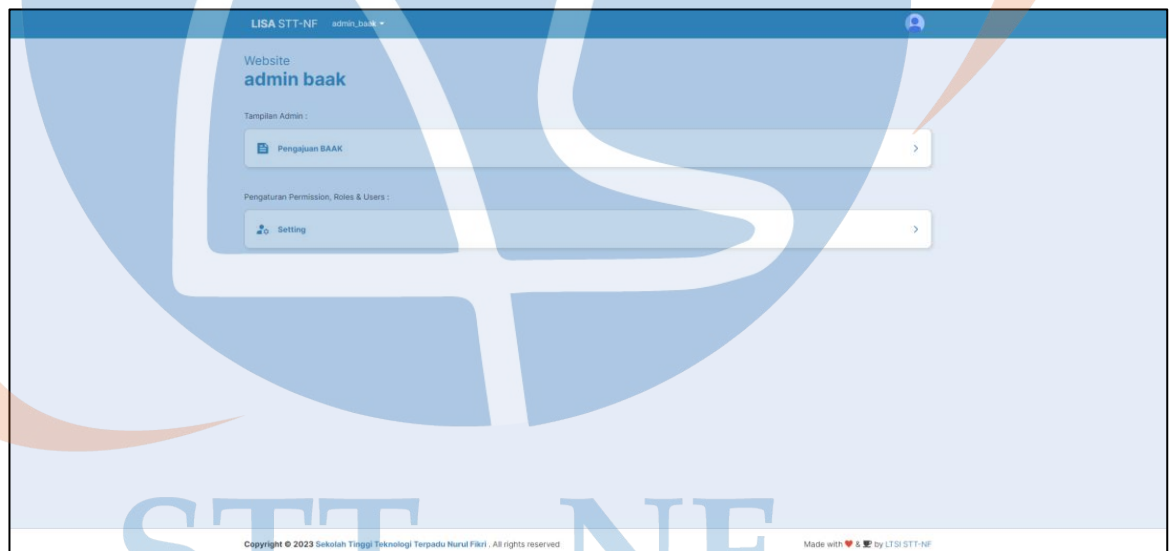 LISA STT-NF admin_baak
Website
admin baak
Tampilan Admin :
Pengajuan BAAK
Pengaturan Permission, Roles & Users :
Setting
STT - NF
Copyright © 2023 Sekolah Tinggi Teknologi Terpadu Nurul Fikri . All rights reserved
Made with ❤ & ☕ by LTSI STT-NF